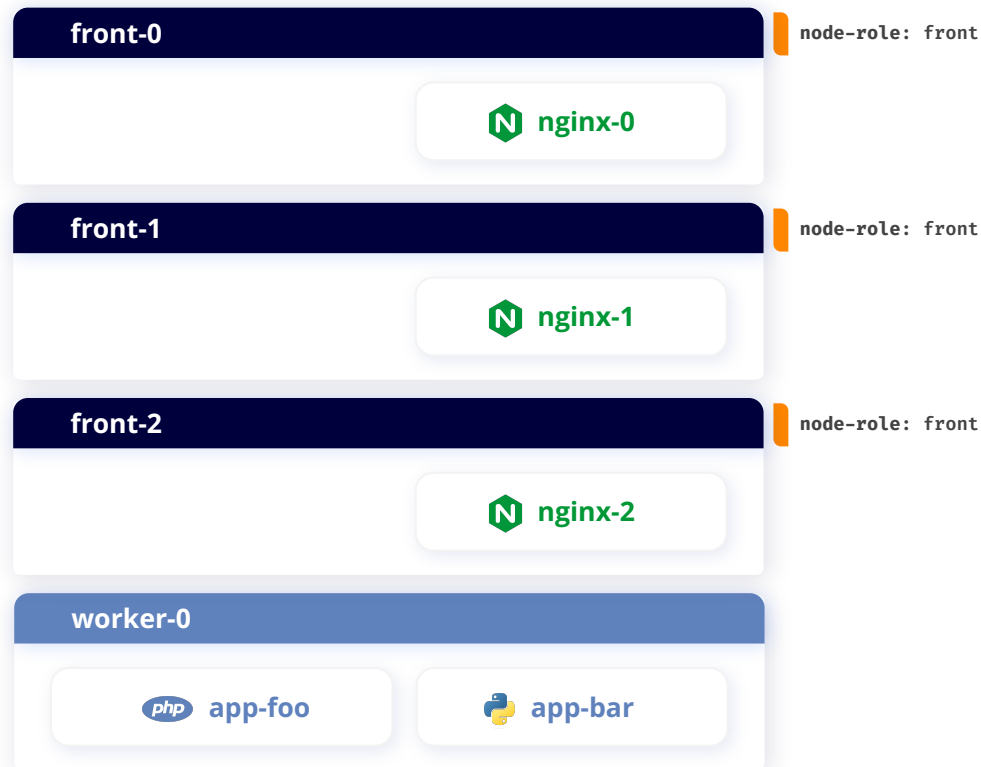 front-0
node-role: front
N nginx-0
front-1
node-role: front
N nginx-1
front-2
node-role: front
N nginx-2
worker-0
php app-foo
app-bar